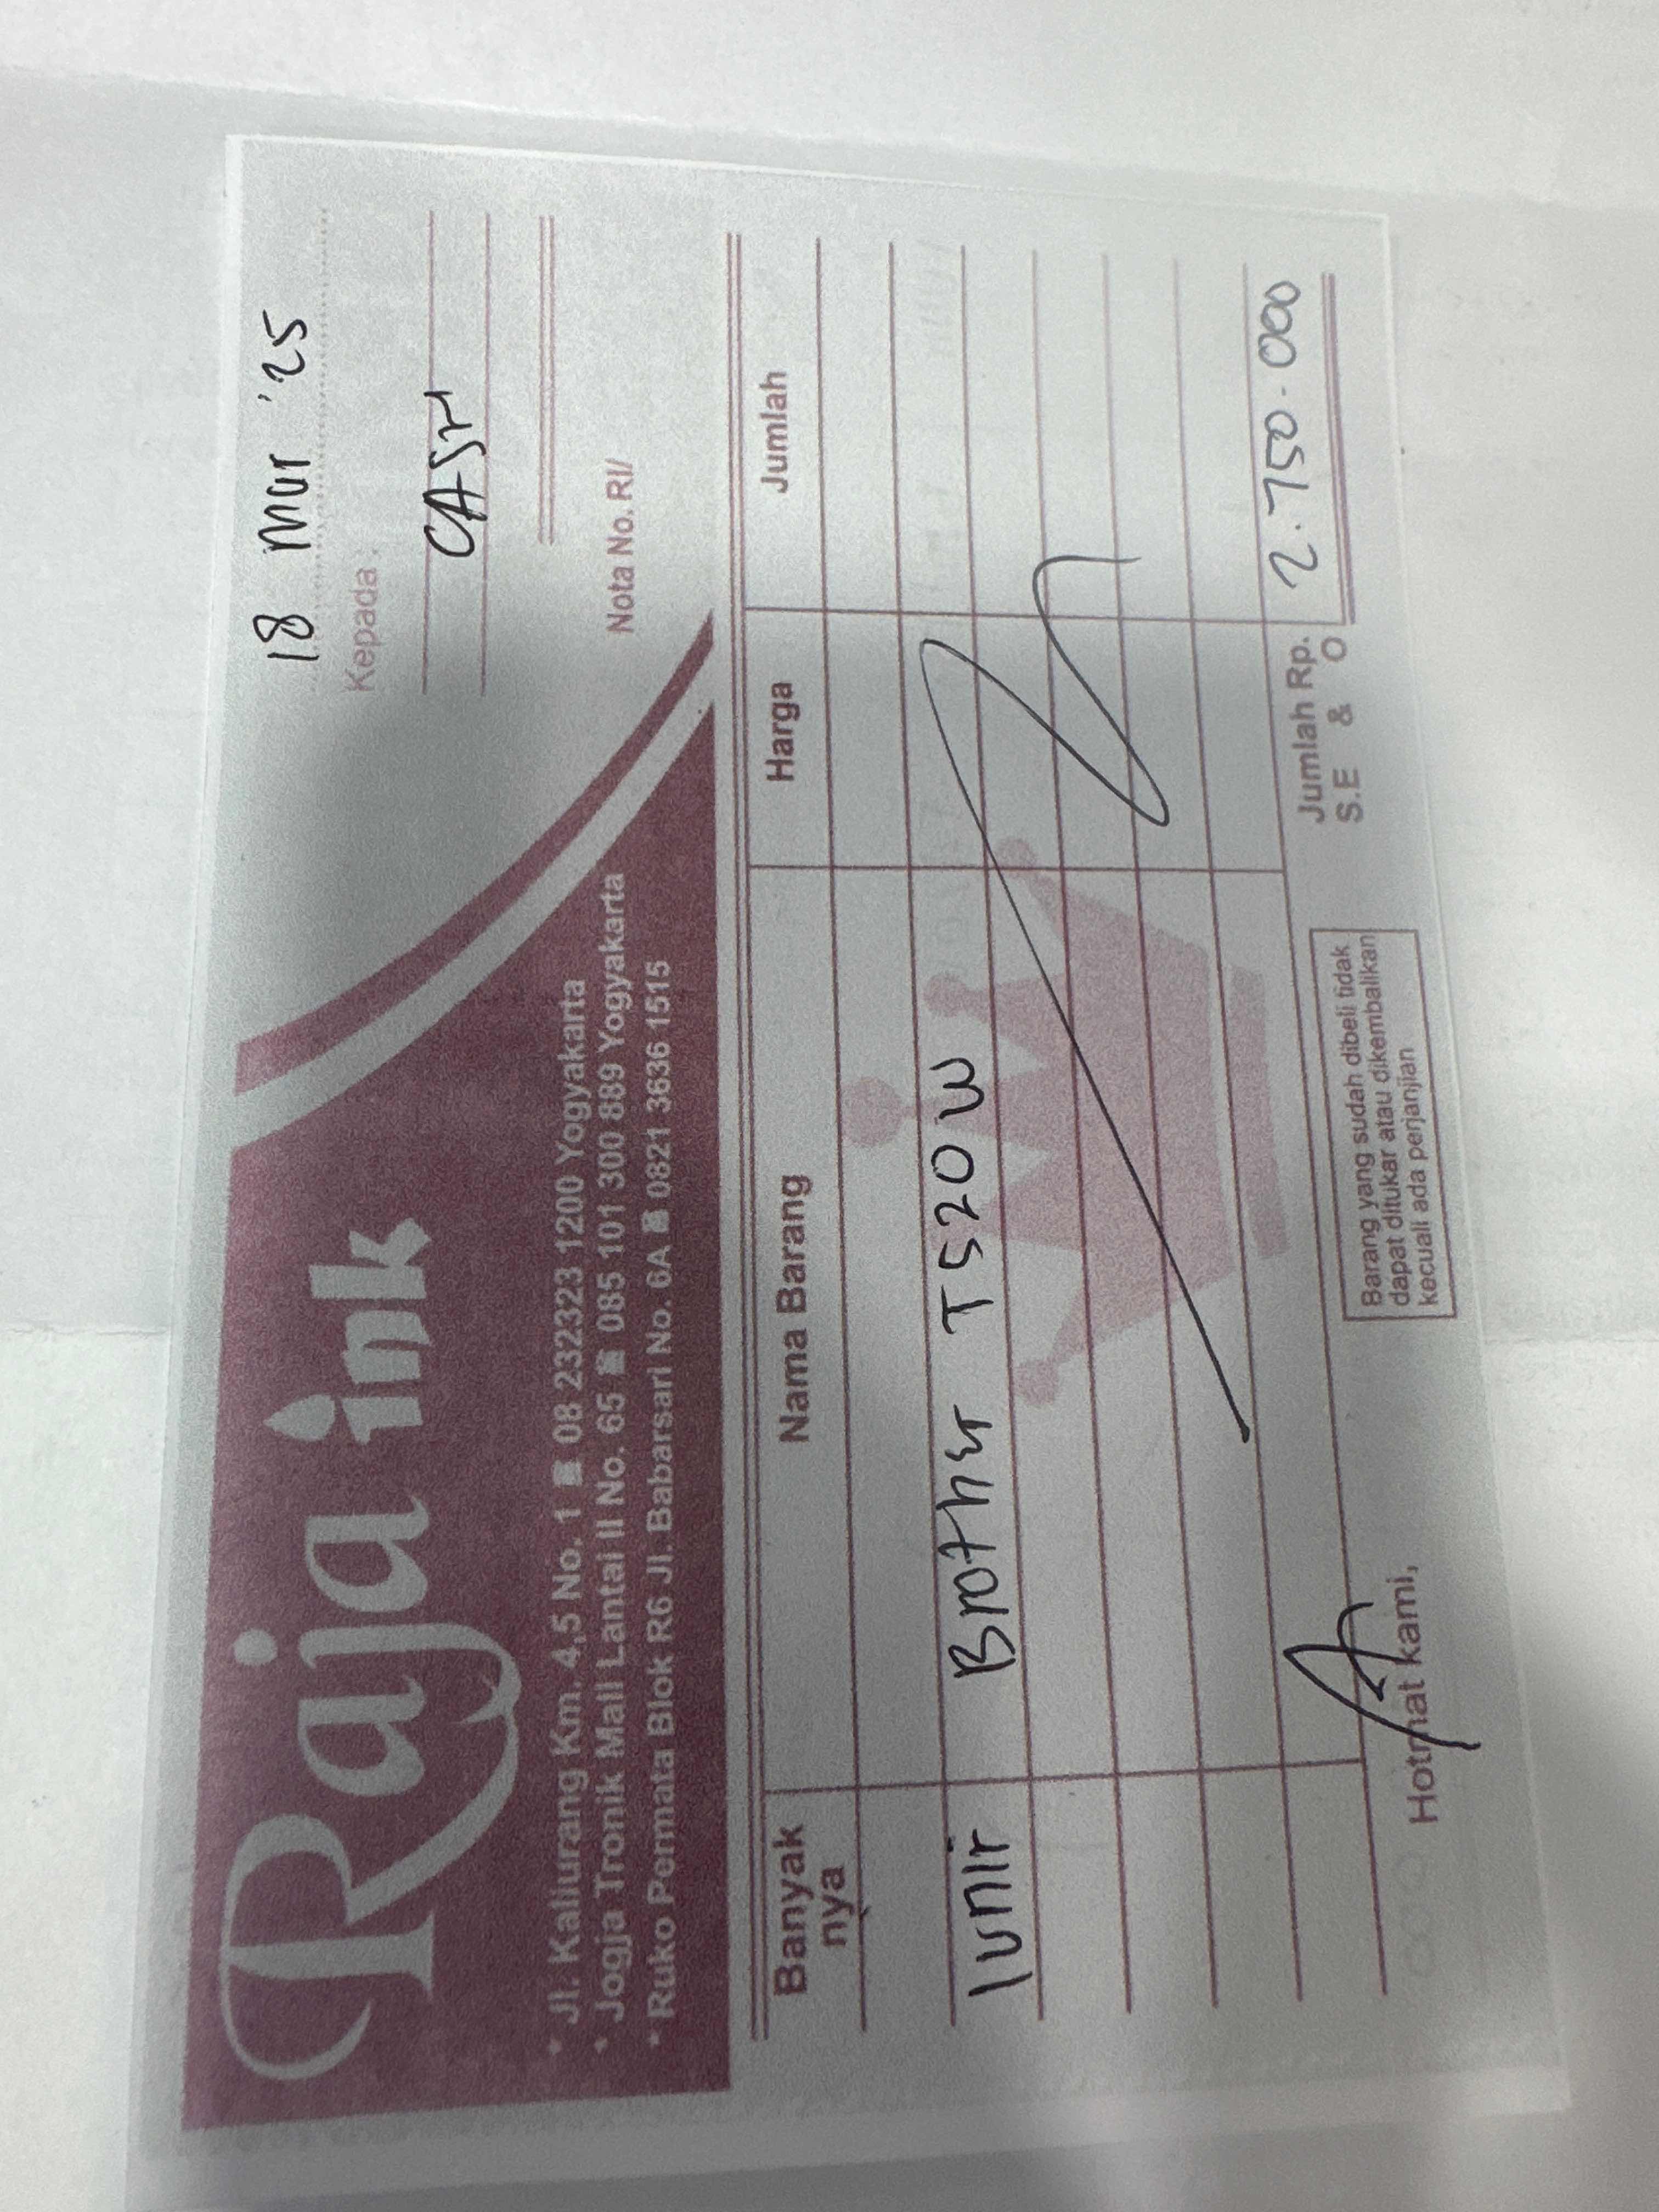 Raja ink
* Jl. Kaliurang Km. 4,5 No. 1 08 232323 1200 Yogyakarta
* Jogja Tronik Mall Lantai II No. 65 085 101 300 889 Yogyakarta
* Ruko Permata Blok R6 Jl. Babarsari No. 6A 0821 3636 1515
18 Mar '25
Kepada :
CASH
Nota No. RI/
Banyak nya Nama Barang Harga Jumlah
1 unit Brother T520W
Jumlah Rp. 2.750.000
S.E & O
Barang yang sudah dibeli tidak
dapat ditukar atau dikembalikan
kecuali ada perjanjian
Hormat kami,